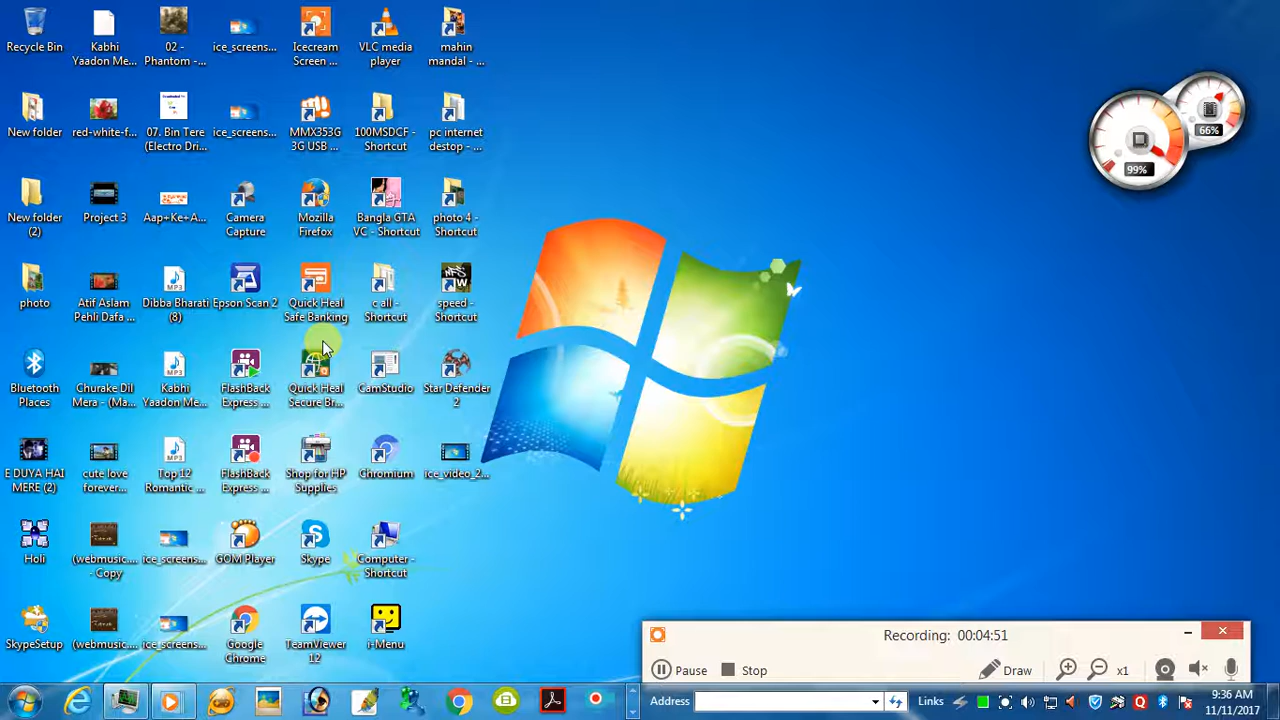 Recycle Bin
Kabhi
Yaadon Me...
02 -
Phantom -...
ice_screens...
Icecream
Screen ...
VLC media
player
mahin
mandal - ...
New folder
red-white-f...
07. Bin Tere
(Electro Dri...
ice_screens...
MMX353G
3G USB ...
100MSDCF -
Shortcut
pc internet
destop - ...
New folder
(2)
Project 3
Aap+Ke+A...
Camera
Capture
Mozilla
Firefox
Bangla GTA
VC - Shortcut
photo 4 -
Shortcut
photo
Atif Aslam
Pehli Dafa ...
Dibba Bharati
(8)
Epson Scan 2
Quick Heal
Safe Banking
c all -
Shortcut
speed -
Shortcut
Bluetooth
Places
Churake Dil
Mera - (Ma...
Kabhi
Yaadon Me...
FlashBack
Express ...
Quick Heal
Secure Br...
CamStudio
Star Defender
2
E DUYA HAI
MERE (2)
cute love
forever...
Top 12
Romantic ...
FlashBack
Express ...
Shop for HP
Supplies
Chromium
ice_video_2...
Holi
(webmusic....
- Copy
ice_screens...
GOM Player
Skype
Computer -
Shortcut
SkypeSetup
(webmusic....
ice_screens...
Google
Chrome
TeamViewer
12
i-Menu
99%
66%
Recording: 00:04:51
Pause
Stop
Draw
x1
Address
Links
9:36 AM
11/11/2017